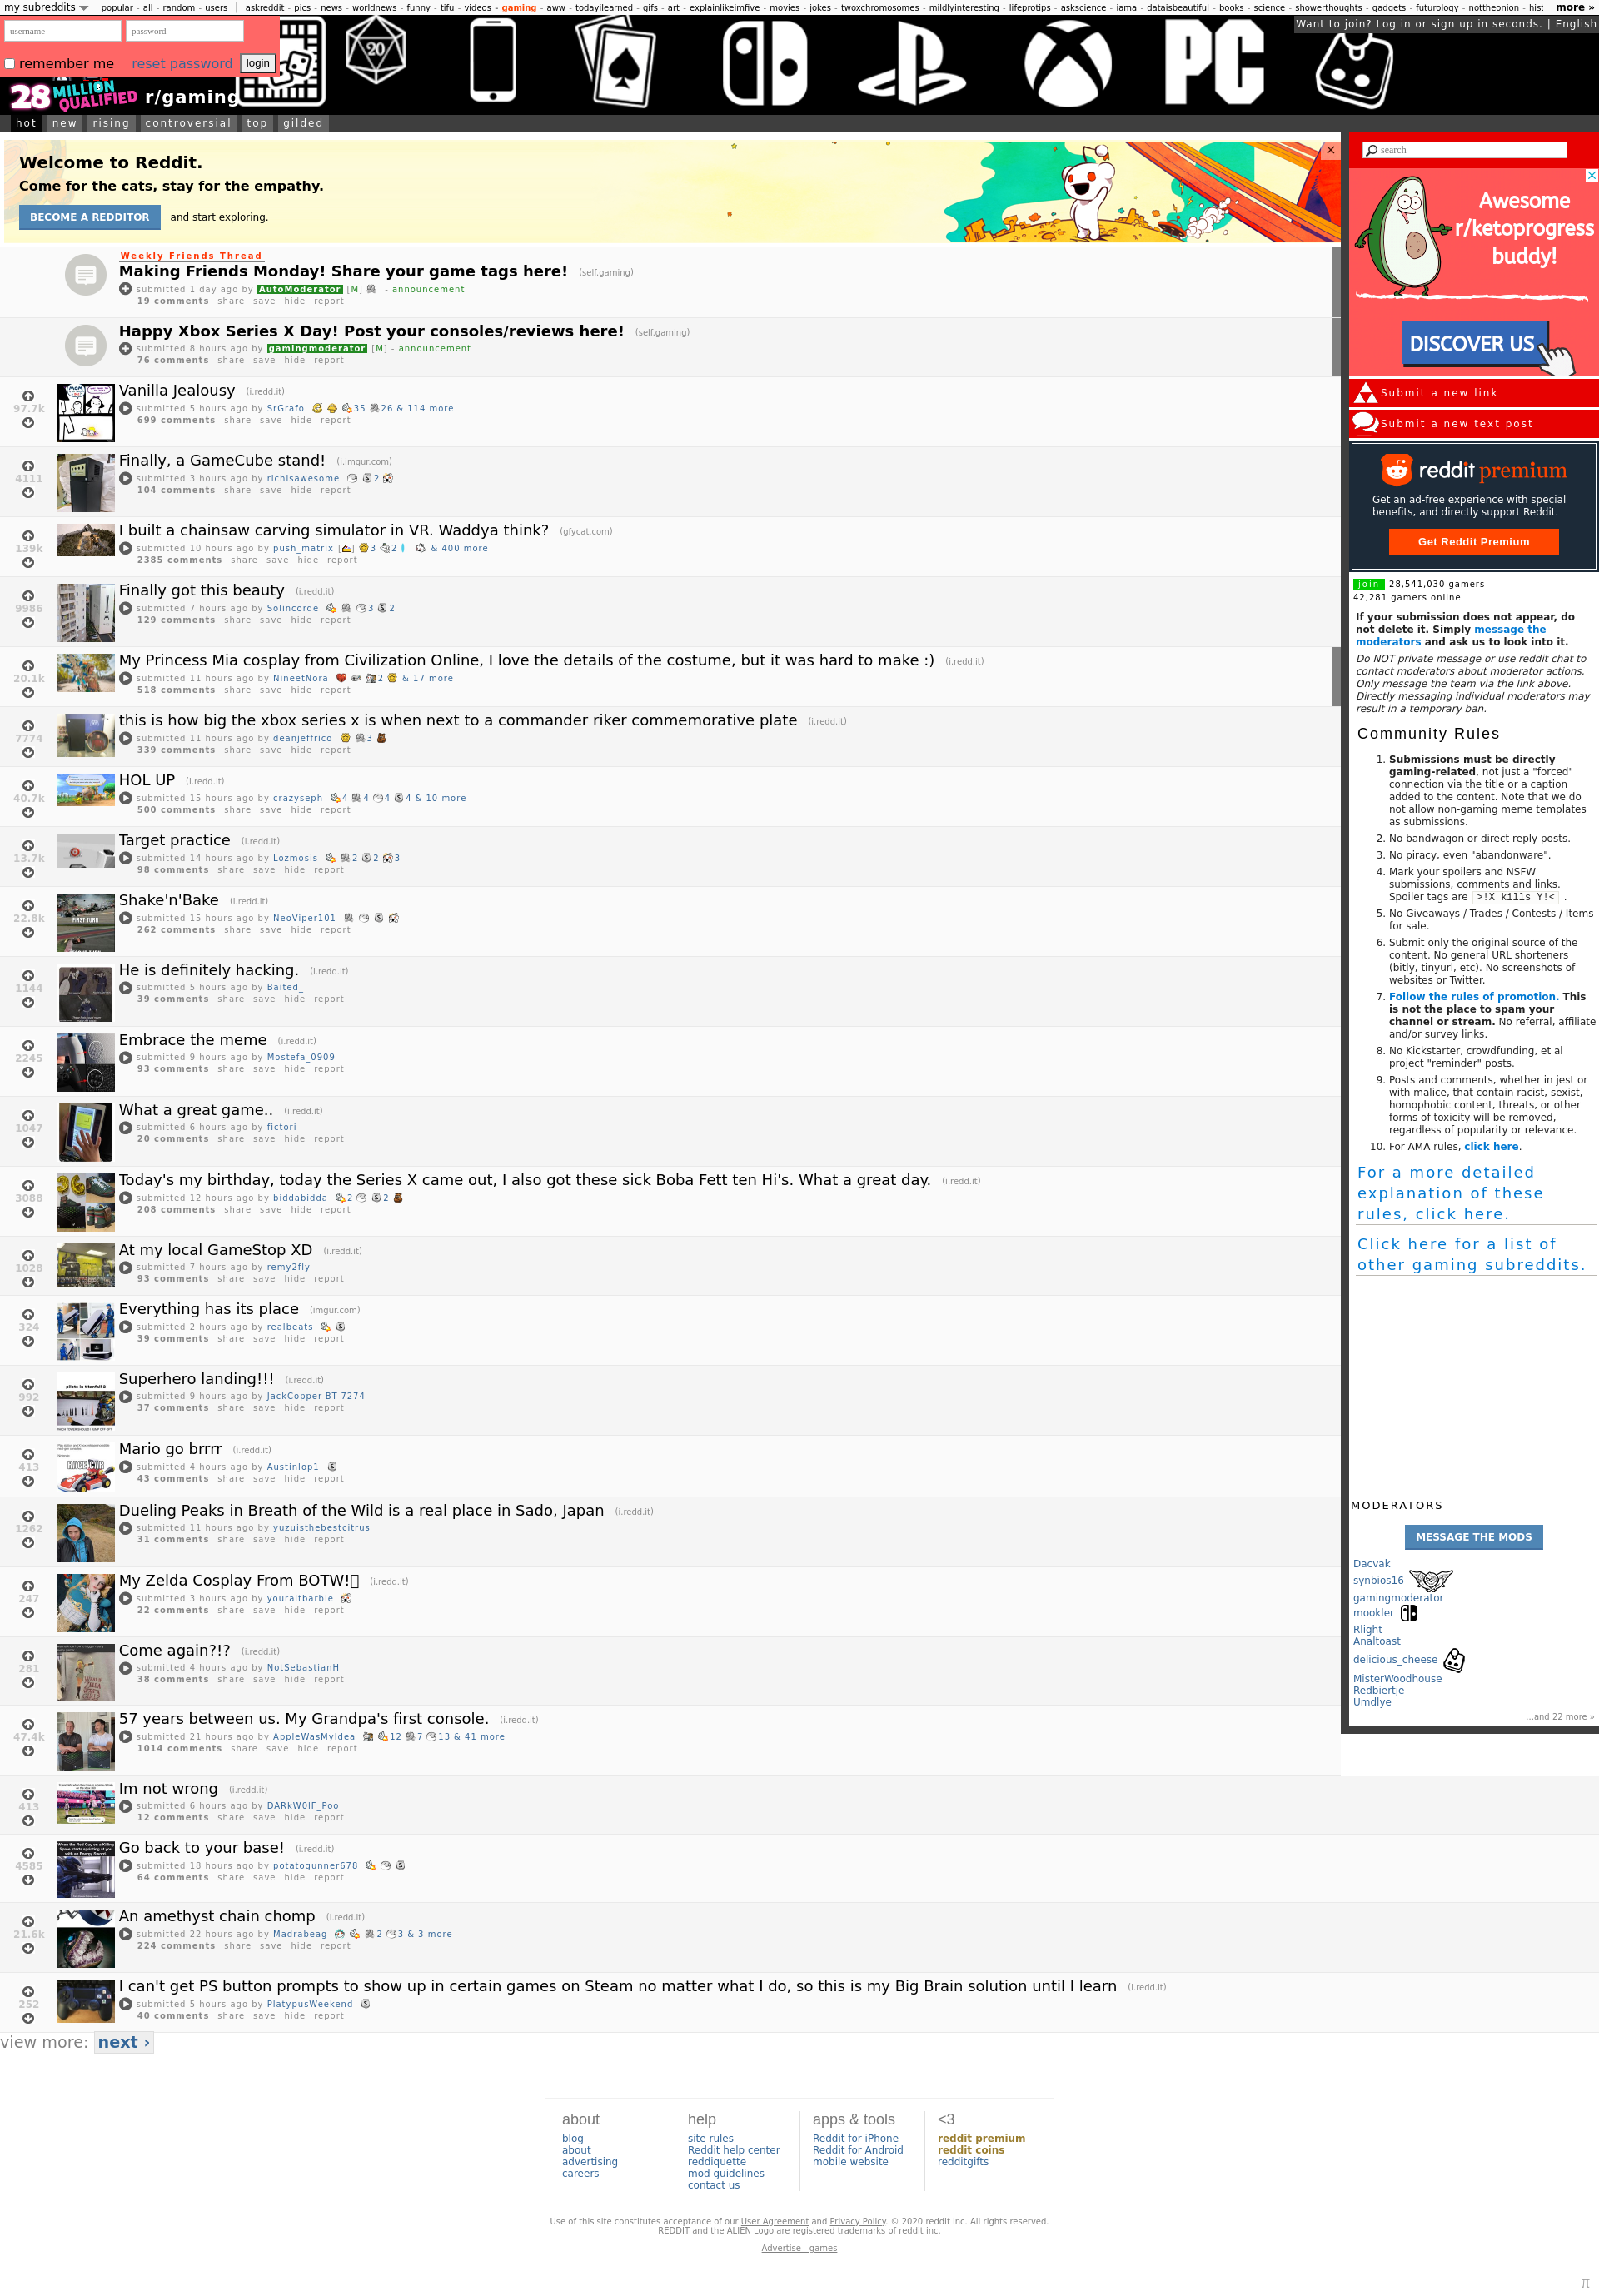 my subreddits
popular - all - random - users | askreddit - pics - news - worldnews - funny - tifu - videos - gaming - aww - todayilearned - gifs - art - explainlikeimfive - movies - jokes - twoxchromosomes - mildlyinteresting - lifeprotips - askscience - iama - dataisbeautiful - books - science - showerthoughts - gadgets - futurology - nottheonion - hist more »
username password
Want to join? Log in or sign up in seconds. | English
remember me reset password login
20
PC
28 MILLION QUALIFIED r/gaming
hot new rising controversial top gilded
Welcome to Reddit.
Come for the cats, stay for the empathy.
BECOME A REDDITOR and start exploring.
Weekly Friends Thread
Making Friends Monday! Share your game tags here! (self.gaming)
submitted 1 day ago by AutoModerator [M] - announcement
19 comments share save hide report
Happy Xbox Series X Day! Post your consoles/reviews here! (self.gaming)
submitted 8 hours ago by gamingmoderator [M] - announcement
76 comments share save hide report
97.7k
Vanilla Jealousy (i.redd.it)
submitted 5 hours ago by SrGrafo 35 26 & 114 more
699 comments share save hide report
4111
Finally, a GameCube stand! (i.imgur.com)
submitted 3 hours ago by richisawesome 2
104 comments share save hide report
139k
I built a chainsaw carving simulator in VR. Waddya think? (gfycat.com)
submitted 10 hours ago by push_matrix [ ] 3 2 & 400 more
2385 comments share save hide report
9986
Finally got this beauty (i.redd.it)
submitted 7 hours ago by Solincorde 3 2
129 comments share save hide report
20.1k
My Princess Mia cosplay from Civilization Online, I love the details of the costume, but it was hard to make :) (i.redd.it)
submitted 11 hours ago by NineetNora 2 & 17 more
518 comments share save hide report
7774
this is how big the xbox series x is when next to a commander riker commemorative plate (i.redd.it)
submitted 11 hours ago by deanjeffrico 3
339 comments share save hide report
40.7k
HOL UP (i.redd.it)
submitted 15 hours ago by crazyseph 4 4 4 4 & 10 more
500 comments share save hide report
13.7k
Target practice (i.redd.it)
submitted 14 hours ago by Lozmosis 2 2 3
98 comments share save hide report
22.8k
Shake'n'Bake (i.redd.it)
submitted 15 hours ago by NeoViper101
262 comments share save hide report
FIRST TURN
1144
He is definitely hacking. (i.redd.it)
submitted 5 hours ago by Baited_
39 comments share save hide report
2245
Embrace the meme (i.redd.it)
submitted 9 hours ago by Mostefa_0909
93 comments share save hide report
1047
What a great game.. (i.redd.it)
submitted 6 hours ago by fictori
20 comments share save hide report
3088
Today's my birthday, today the Series X came out, I also got these sick Boba Fett ten Hi's. What a great day. (i.redd.it)
submitted 12 hours ago by biddabidda 2 2
208 comments share save hide report
1028
At my local GameStop XD (i.redd.it)
submitted 7 hours ago by remy2fly
93 comments share save hide report
324
Everything has its place (imgur.com)
submitted 2 hours ago by realbeats
39 comments share save hide report
992
Superhero landing!!! (i.redd.it)
submitted 9 hours ago by JackCopper-BT-7274
37 comments share save hide report
413
Mario go brrrr (i.redd.it)
submitted 4 hours ago by Austinlop1
43 comments share save hide report
1262
Dueling Peaks in Breath of the Wild is a real place in Sado, Japan (i.redd.it)
submitted 11 hours ago by yuzuisthebestcitrus
31 comments share save hide report
247
My Zelda Cosplay From BOTW! (i.redd.it)
submitted 3 hours ago by youraltbarbie
22 comments share save hide report
281
Come again?!? (i.redd.it)
submitted 4 hours ago by NotSebastianH
38 comments share save hide report
47.4k
57 years between us. My Grandpa's first console. (i.redd.it)
submitted 21 hours ago by AppleWasMyIdea 12 7 13 & 41 more
1014 comments share save hide report
413
Im not wrong (i.redd.it)
submitted 6 hours ago by DARkW0lF_Poo
12 comments share save hide report
4585
Go back to your base! (i.redd.it)
submitted 18 hours ago by potatogunner678
64 comments share save hide report
21.6k
An amethyst chain chomp (i.redd.it)
submitted 22 hours ago by Madrabeag 2 3 & 3 more
224 comments share save hide report
252
I can't get PS button prompts to show up in certain games on Steam no matter what I do, so this is my Big Brain solution until I learn (i.redd.it)
submitted 5 hours ago by PlatypusWeekend
40 comments share save hide report
view more: next ›
search
Awesome
r/ketoprogress
buddy!
DISCOVER US
Submit a new link
Submit a new text post
reddit premium
Get an ad-free experience with special
benefits, and directly support Reddit.
Get Reddit Premium
join 28,541,030 gamers
42,281 gamers online
If your submission does not appear, do
not delete it. Simply message the
moderators and ask us to look into it.
Do NOT private message or use reddit chat to
contact moderators about moderator actions.
Only message the team via the link above.
Directly messaging individual moderators may
result in a temporary ban.
Community Rules
1. Submissions must be directly
gaming-related, not just a "forced"
connection via the title or a caption
added to the content. Note that we do
not allow non-gaming meme templates
as submissions.
2. No bandwagon or direct reply posts.
3. No piracy, even "abandonware".
4. Mark your spoilers and NSFW
submissions, comments and links.
Spoiler tags are >!X kills Y!< .
5. No Giveaways / Trades / Contests / Items
for sale.
6. Submit only the original source of the
content. No general URL shorteners
(bitly, tinyurl, etc). No screenshots of
websites or Twitter.
7. Follow the rules of promotion. This
is not the place to spam your
channel or stream. No referral, affiliate
and/or survey links.
8. No Kickstarter, crowdfunding, et al
project "reminder" posts.
9. Posts and comments, whether in jest or
with malice, that contain racist, sexist,
homophobic content, threats, or other
forms of toxicity will be removed,
regardless of popularity or relevance.
10. For AMA rules, click here.
For a more detailed
explanation of these
rules, click here.
Click here for a list of
other gaming subreddits.
MODERATORS
MESSAGE THE MODS
Dacvak
synbios16
gamingmoderator
mookler
Rlight
Analtoast
delicious_cheese
MisterWoodhouse
Redbiertje
Umdlye
...and 22 more »
about
blog
about
advertising
careers
help
site rules
Reddit help center
reddiquette
mod guidelines
contact us
apps & tools
Reddit for iPhone
Reddit for Android
mobile website
<3
reddit premium
reddit coins
redditgifts
Use of this site constitutes acceptance of our User Agreement and Privacy Policy. © 2020 reddit inc. All rights reserved.
REDDIT and the ALIEN Logo are registered trademarks of reddit inc.
Advertise - games
π